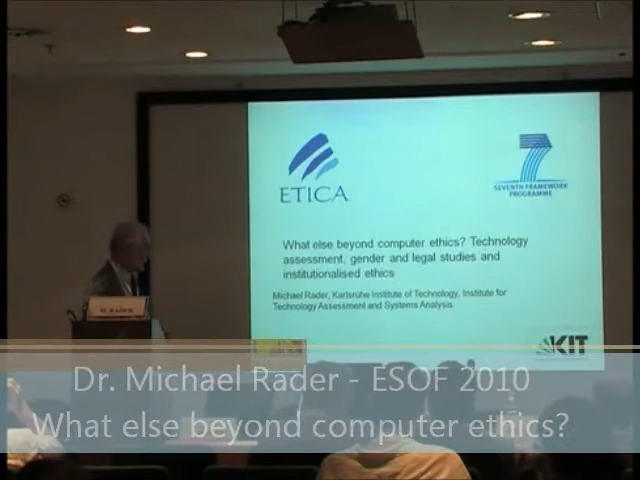 ETICA
7
SEVENTH FRAMEWORK
PROGRAMME
What else beyond computer ethics? Technology
assessment, gender and legal studies and
institutionalised ethics
Michael Rader, Karlsruhe Institute of Technology, Institute for
Technology Assessment and Systems Analysis
M. RADER
KIT
Dr. Michael Rader - ESOF 2010
What else beyond computer ethics?